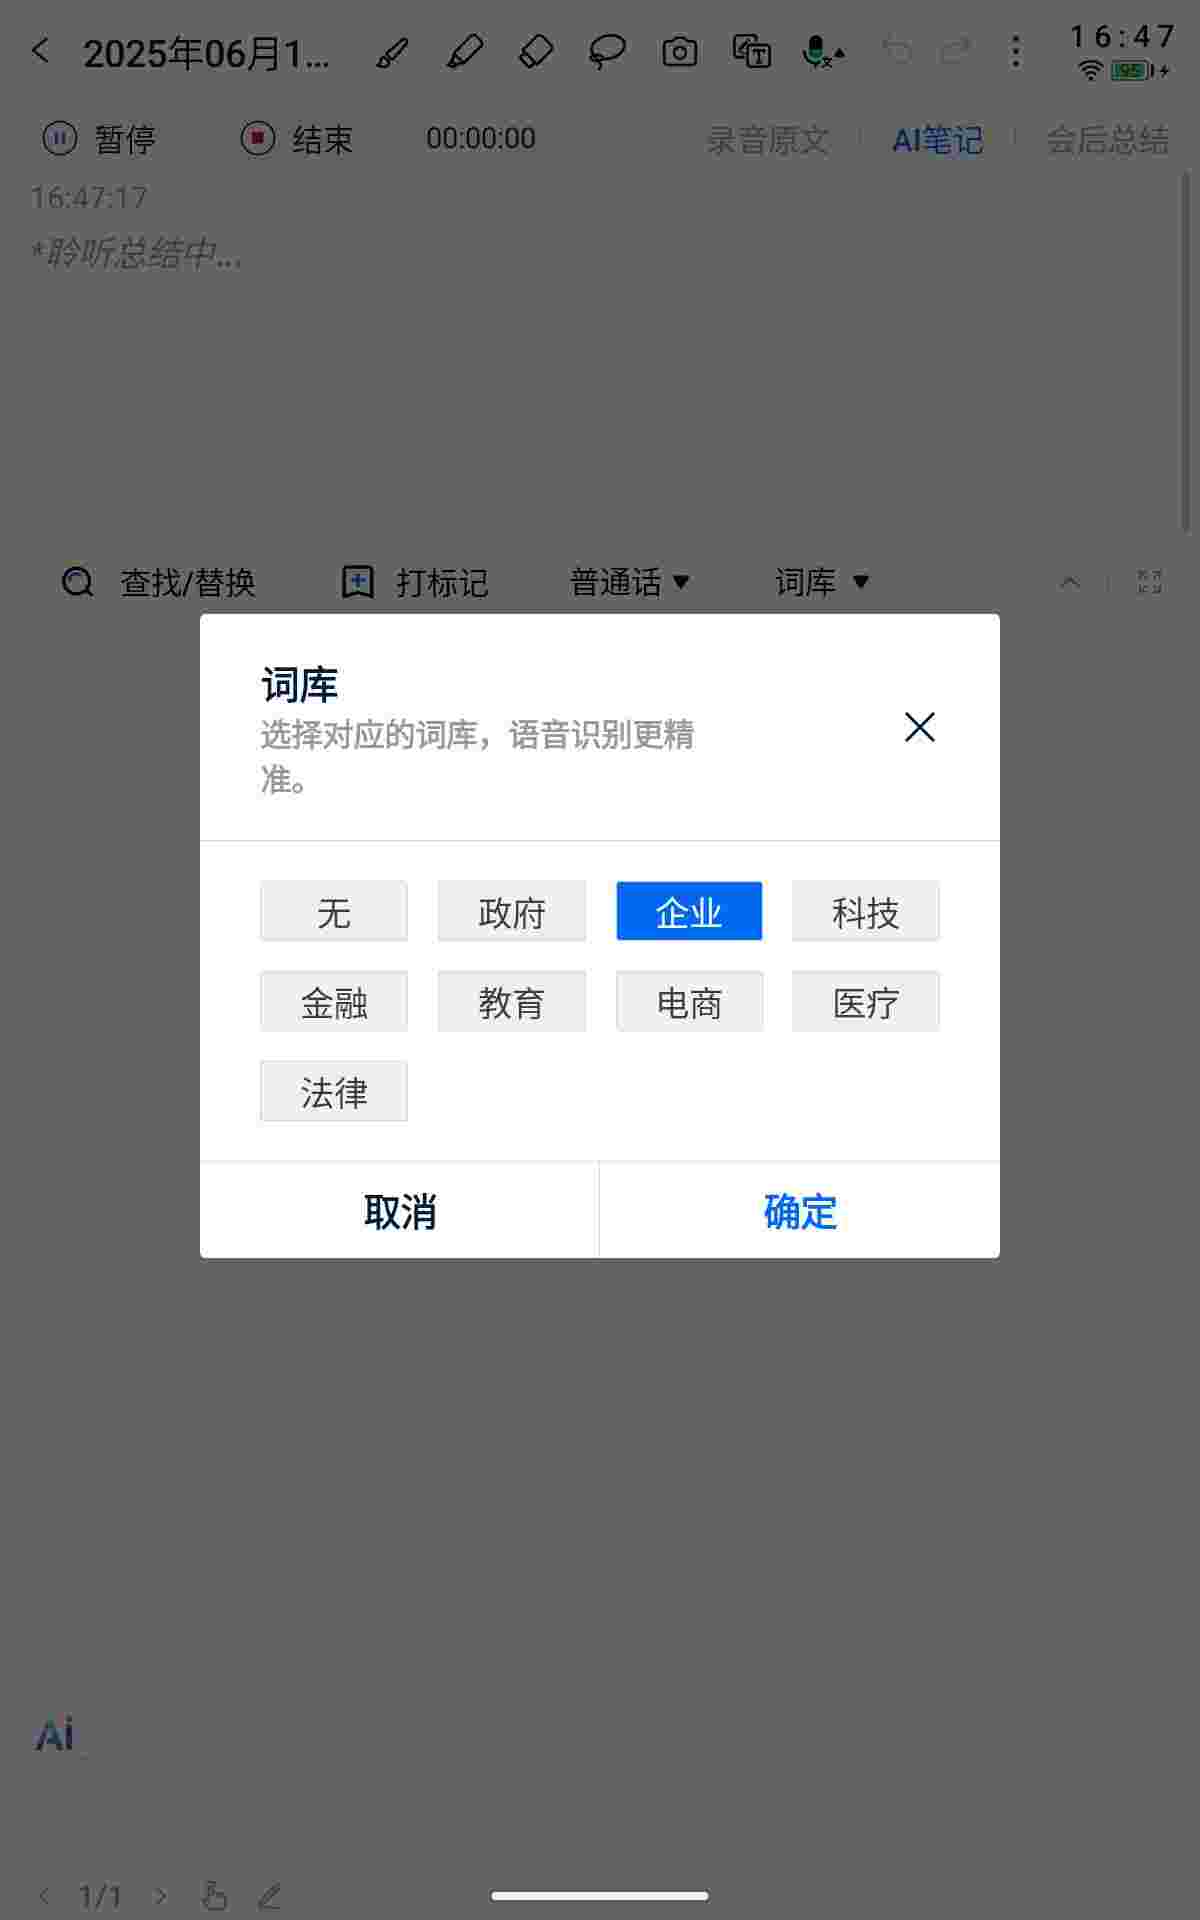 2025年06月1...
16:47
95
暂停
结束
00:00:00
录音原文
AI笔记
会后总结
16:47:17
*聆听总结中...
查找/替换
打标记
普通话
词库
词库
选择对应的词库，语音识别更精
准。
无
政府
企业
科技
金融
教育
电商
医疗
法律
取消
确定
Ai
1/1